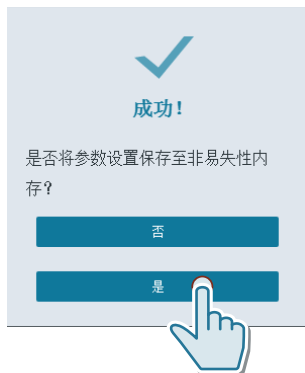 成功！
是否将参数设置保存至非易失性内
存？
否
是